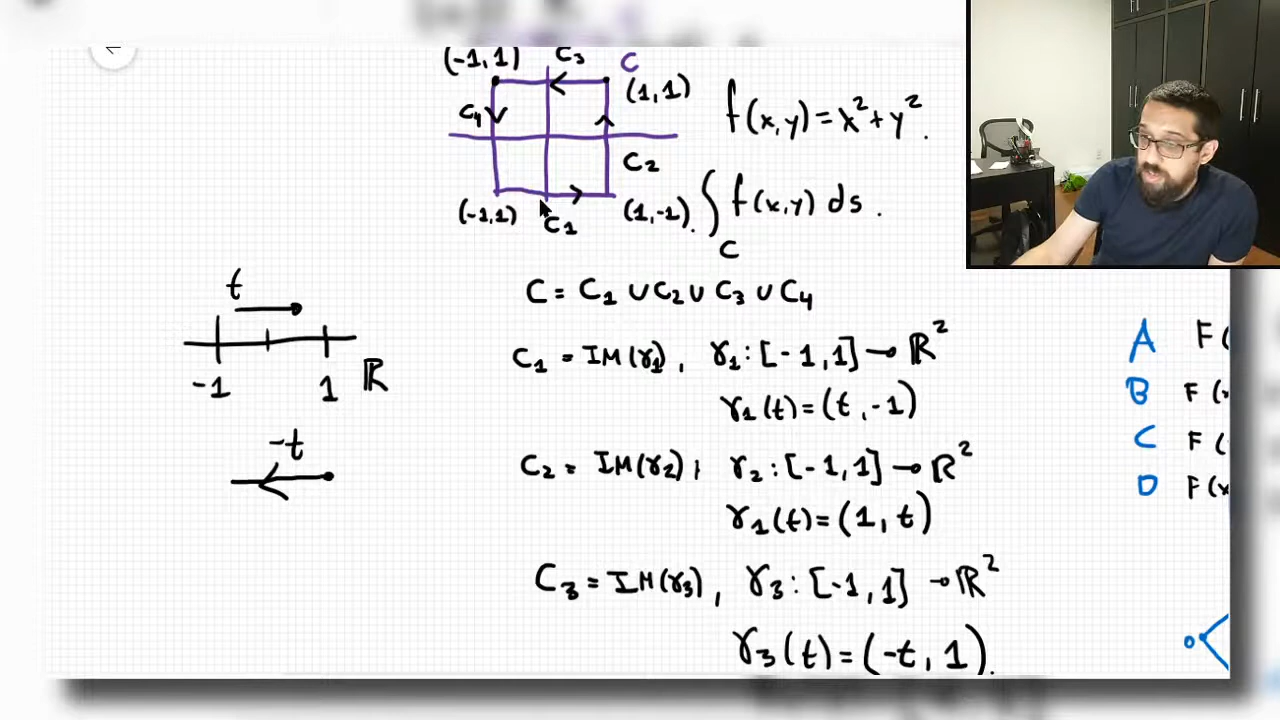 (-1,1) C₃ C
(1,1)
C₄
f(x,y)=x²+y².
C₂
(-1,1) C₁ (1,-1).
∫ f(x,y) ds.
C
C= C₁ ∪ C₂ ∪ C₃ ∪ C₄
t
-1 1 ℝ
-t
C₁ = IM(γ₁), γ₁:[-1,1] → ℝ²
γ₁(t)=(t,-1)
C₂ = IM(γ₂), γ₂:[-1,1] → ℝ²
γ₁(t)=(1,t)
C₃ = IM(γ₃), γ₃:[-1,1] → ℝ²
γ₃(t)=(-t,1).
A F(
B F(
C F(
D F(x